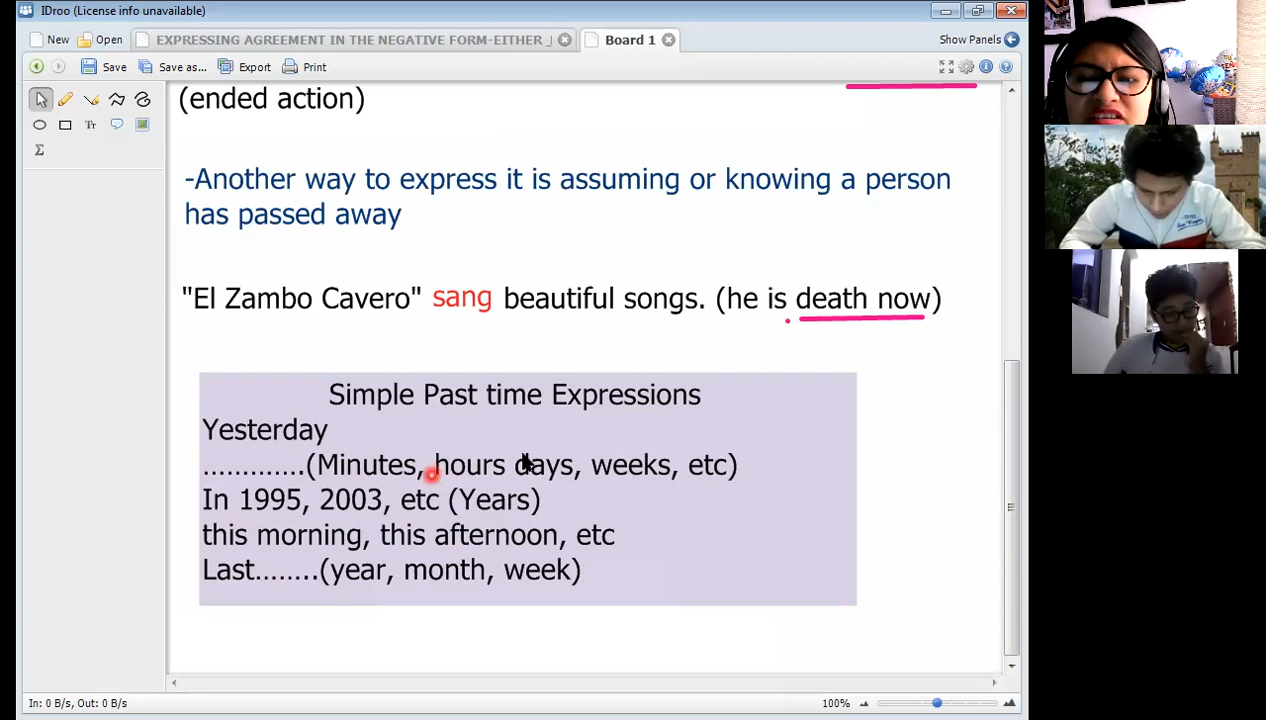 IDroo (License info unavailable)
New Open EXPRESSING AGREEMENT IN THE NEGATIVE FORM-EITHER_ Board 1 Show Panels
Save Save as... Export Print
(ended action)
Tr
Σ
-Another way to express it is assuming or knowing a person
has passed away
"El Zambo Cavero" sang beautiful songs. (he is death now)
Simple Past time Expressions
Yesterday
.............(Minutes, hours days, weeks, etc)
In 1995, 2003, etc (Years)
this morning, this afternoon, etc
Last........(year, month, week)
In: 0 B/s, Out: 0 B/s 100%